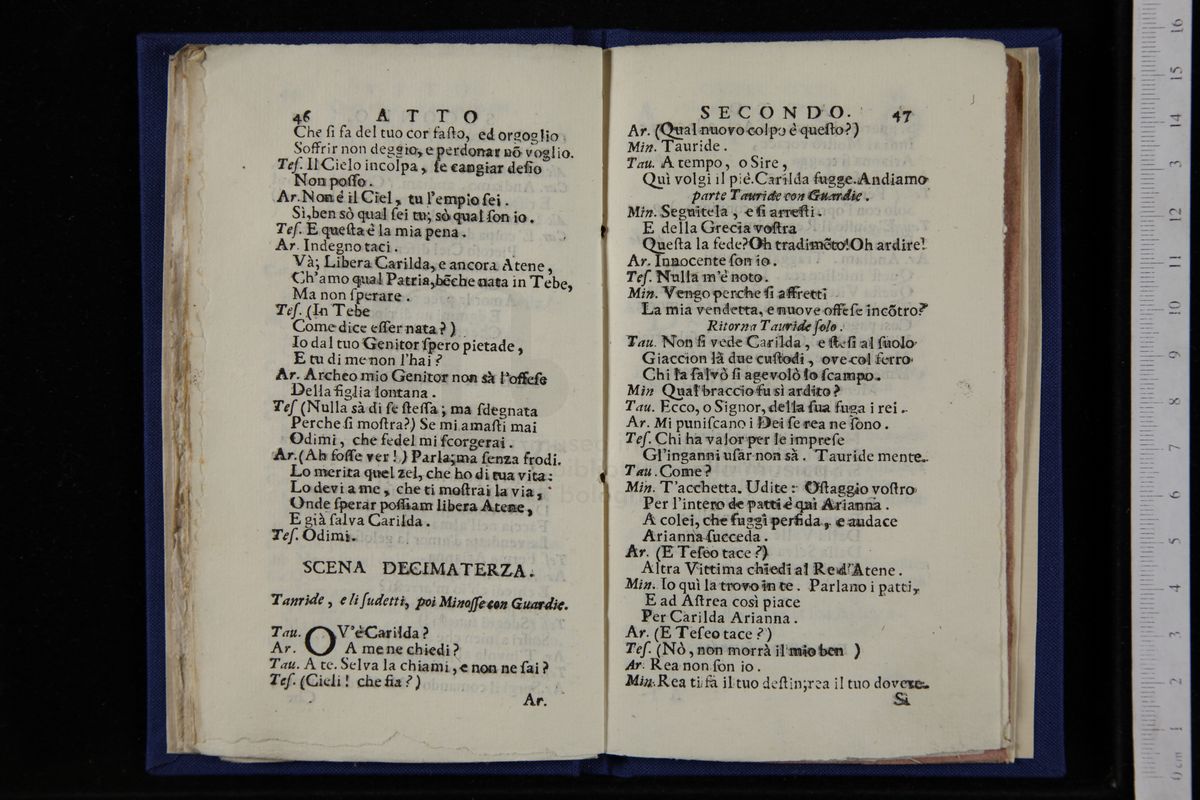 46 ATTO
Che ſi fa del tuo cor faſto, ed orgoglio
Soffrir non deggio, e perdonar nõ voglio.
Teſ. Il Cielo incolpa, ſe cangiar deſio
Non poſſo.
Ar. Non é il Ciel, tu l'empio ſei.
Sì, ben sò qual ſei tu; sò qual ſon io.
Teſ. E queſta è la mia pena.
Ar. Indegno taci.
Và; Libera Carilda, e ancora Atene,
Ch'amo qual Patria, bẽche nata in Tebe,
Ma non ſperare.
Teſ. (In Tebe
Come dice eſſer nata?)
Io dal tuo Genitor ſpero pietade,
E tu di me non l'hai?
Ar. Archeo mio Genitor non sà l'offeſe
Della figlia lontana.
Teſ (Nulla sà di ſe ſteſſa; ma ſdegnata
Perche ſi moſtra?) Se mi amaſti mai
Odimi, che fedel mi ſcorgerai.
Ar. (Ah foſſe ver!) Parla; ma ſenza frodi.
Lo merita quel zel, che ho di tua vita:
Lo devi a me, che ti moſtrai la via,
Onde ſperar poſſiam libera Atene,
E già ſalva Carilda.
Teſ. Odimi.
SCENA DECIMATERZA.
Tauride, e li ſudetti, poi Minoſſe con Guardie.
Tau. OV'è Carilda?
Ar. A me ne chiedi?
Tau. A te. Selva la chiami, e non ne ſai?
Teſ. (Cieli! che ſia?)
Ar.
SECONDO. 47
Ar. (Qual nuovo colpo è queſto?)
Min. Tauride.
Tau. A tempo, o Sire,
Quì volgi il piè. Carilda fugge. Andiamo
parte Tauride con Guardie.
Min. Seguitela, e ſi arreſti.
E della Grecia voſtra
Queſta la fede? Oh tradimẽto! Oh ardire!
Ar. Innocente ſon io.
Teſ. Nulla m'è noto.
Min. Vengo perche ſi affretti
La mia vendetta, e nuove offeſe incõtro?
Ritorna Tauride ſolo.
Tau. Non ſi vede Carilda, e ſteſi al ſuolo
Giaccion là due cuſtodi, ove col ferro
Chi la ſalvò ſi agevolò lo ſcampo.
Min Qual braccio fu sì ardito?
Tau. Ecco, o Signor, della ſua fuga i rei.
Ar. Mi puniſcano i Dei ſe rea ne ſono.
Teſ. Chi ha valor per le impreſe
Gl'inganni uſar non sà. Tauride mente.
Tau. Come?
Min. T'acchetta. Udite: Oſtaggio voſtro
Per l'intero de patti è quì Arianna.
A colei, che fuggì perfida, e audace
Arianna ſucceda.
Ar. (E Teſeo tace?)
Altra Vittima chiedi al Re d'Atene.
Min. Io quì la trovo in te. Parlano i patti,
E ad Aſtrea così piace
Per Carilda Arianna.
Ar. (E Teſeo tace?)
Teſ. (Nò, non morrà il mio ben )
Ar. Rea non ſon io.
Min. Rea ti fà il tuo deſtin; rea il tuo dovere.
Sì